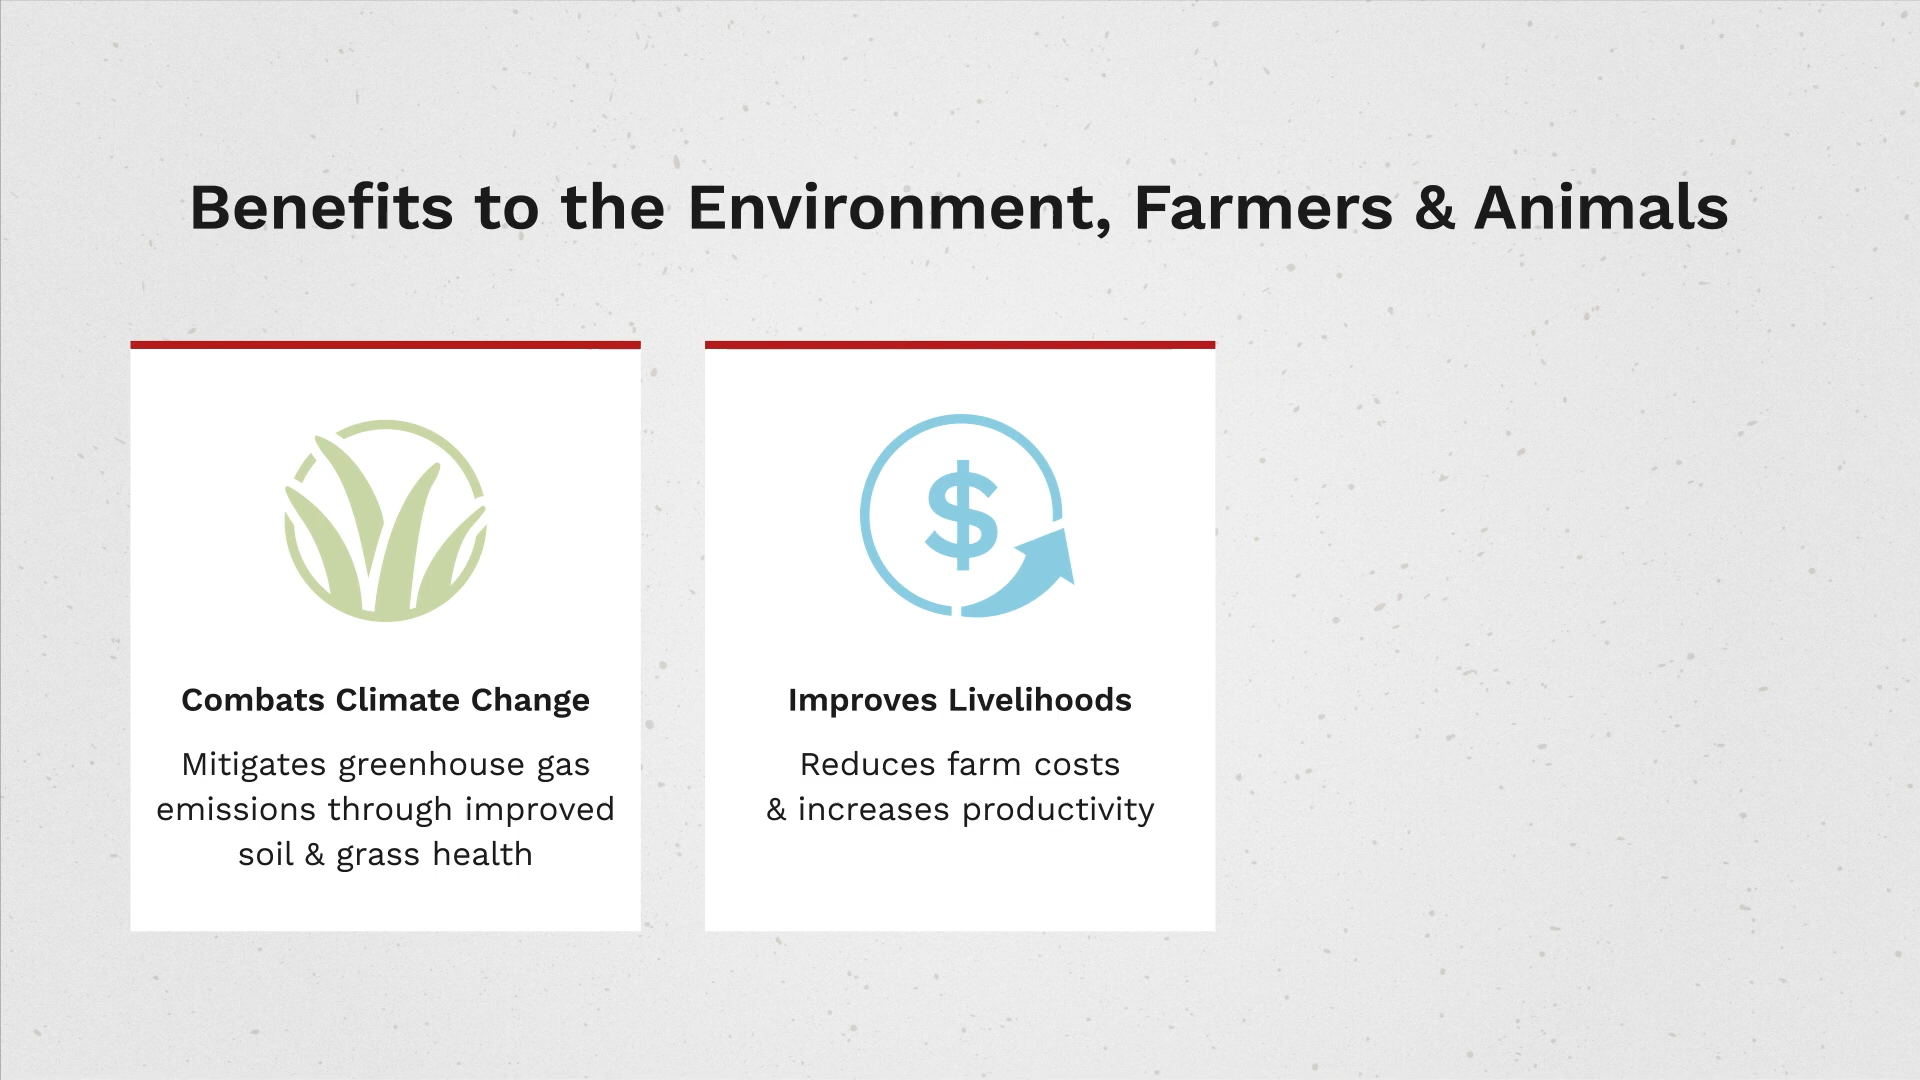 Benefits to the Environment, Farmers & Animals
$
Combats Climate Change
Mitigates greenhouse gas
emissions through improved
soil & grass health
Improves Livelihoods
Reduces farm costs
& increases productivity